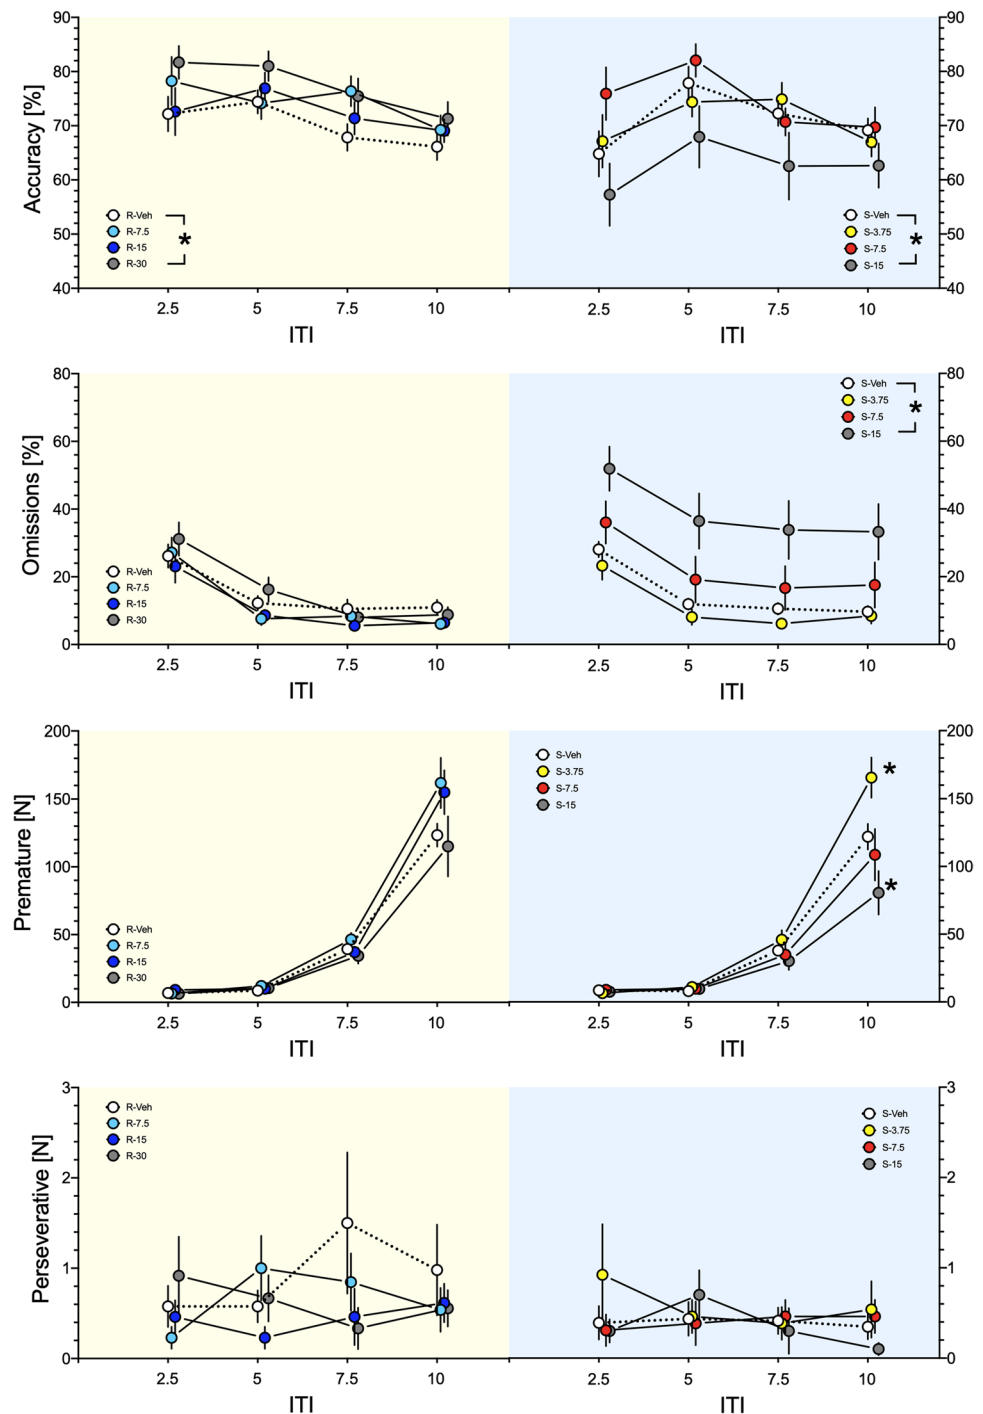 Accuracy [%]
90
80
70
60
50
40
R-Veh
R-7.5
R-15
R-30
*
2.5 5 7.5 10
ITI
S-Veh
S-3.75
S-7.5
S-15
*
2.5 5 7.5 10
ITI
90
80
70
60
50
40
Omissions [%]
80
60
40
20
0
R-Veh
R-7.5
R-15
R-30
2.5 5 7.5 10
ITI
S-Veh
S-3.75
S-7.5
S-15
*
2.5 5 7.5 10
ITI
80
60
40
20
0
Premature [N]
200
150
100
50
0
R-Veh
R-7.5
R-15
R-30
2.5 5 7.5 10
ITI
S-Veh
S-3.75
S-7.5
S-15
*
*
2.5 5 7.5 10
ITI
200
150
100
50
0
Perseverative [N]
3
2
1
0
R-Veh
R-7.5
R-15
R-30
2.5 5 7.5 10
ITI
S-Veh
S-3.75
S-7.5
S-15
2.5 5 7.5 10
ITI
3
2
1
0